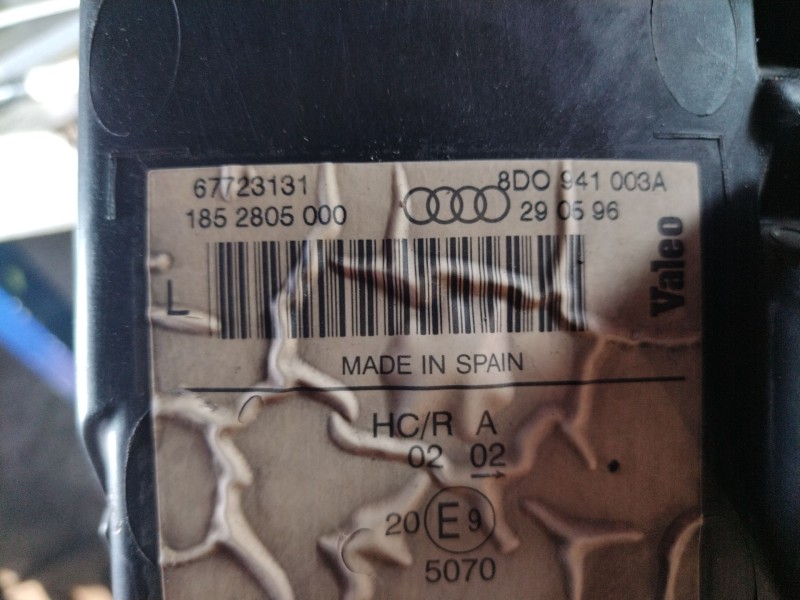 67723131 8DO 941 003A
185 2805 000 29 05 96
Valeo
L
MADE IN SPAIN
HC/R A
02 02
20 E 9
5070